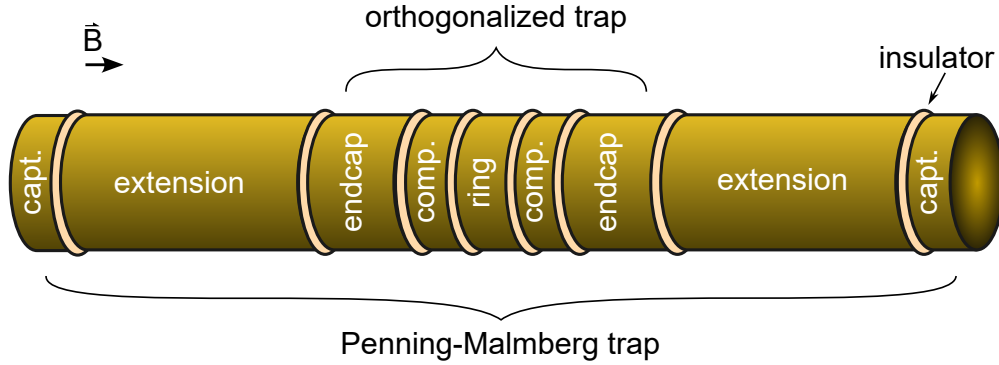 orthogonalized trap
B
insulator
capt.
extension
endcap
comp.
ring
comp.
endcap
extension
capt.
Penning-Malmberg trap